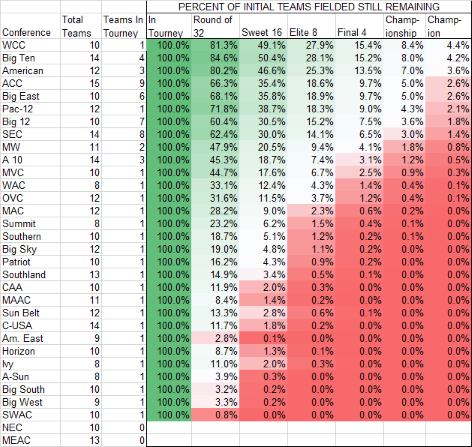 PERCENT OF INITIAL TEAMS FIELDED STILL REMAINING
Total Teams In In Round of Champ- Champ-
Conference Teams Tourney Tourney 32 Sweet 16 Elite 8 Final 4 ionship ion
WCC 10 1 100.0% 81.3% 49.1% 27.9% 15.4% 8.4% 4.4%
Big Ten 14 4 100.0% 84.6% 50.4% 28.1% 15.2% 8.0% 4.2%
American 12 3 100.0% 80.2% 46.6% 25.3% 13.5% 7.0% 3.6%
ACC 15 9 100.0% 66.3% 35.4% 18.6% 9.7% 5.0% 2.6%
Big East 10 6 100.0% 68.1% 35.8% 18.9% 9.7% 5.0% 2.6%
Pac-12 12 7 100.0% 71.8% 38.7% 18.3% 9.0% 4.3% 2.1%
Big 12 10 7 100.0% 60.4% 30.5% 15.2% 7.5% 3.6% 1.8%
SEC 14 8 100.0% 62.4% 30.0% 14.1% 6.5% 3.0% 1.4%
MW 11 2 100.0% 47.9% 20.5% 9.4% 4.1% 1.8% 0.8%
A 10 14 3 100.0% 45.3% 18.7% 7.4% 3.1% 1.2% 0.5%
MVC 10 1 100.0% 44.7% 17.6% 6.7% 2.5% 0.9% 0.3%
WAC 8 1 100.0% 33.1% 12.4% 4.3% 1.4% 0.4% 0.1%
OVC 12 1 100.0% 31.6% 11.5% 3.7% 1.2% 0.4% 0.1%
MAC 12 1 100.0% 28.2% 9.0% 2.3% 0.6% 0.2% 0.0%
Summit 8 1 100.0% 23.2% 6.2% 1.5% 0.4% 0.1% 0.0%
Southern 10 1 100.0% 18.7% 5.1% 1.2% 0.2% 0.1% 0.0%
Big Sky 12 1 100.0% 19.0% 4.8% 1.1% 0.2% 0.0% 0.0%
Patriot 10 1 100.0% 16.2% 4.3% 0.9% 0.2% 0.0% 0.0%
Southland 13 1 100.0% 14.9% 3.4% 0.5% 0.1% 0.0% 0.0%
CAA 10 1 100.0% 11.9% 2.0% 0.3% 0.0% 0.0% 0.0%
MAAC 11 1 100.0% 8.4% 1.4% 0.2% 0.0% 0.0% 0.0%
Sun Belt 12 1 100.0% 13.3% 2.8% 0.6% 0.1% 0.0% 0.0%
C-USA 14 1 100.0% 11.7% 1.8% 0.2% 0.0% 0.0% 0.0%
Am. East 9 1 100.0% 2.8% 0.1% 0.0% 0.0% 0.0% 0.0%
Horizon 10 1 100.0% 8.7% 1.3% 0.1% 0.0% 0.0% 0.0%
Ivy 8 1 100.0% 11.0% 2.0% 0.3% 0.0% 0.0% 0.0%
A-Sun 8 1 100.0% 3.9% 0.3% 0.0% 0.0% 0.0% 0.0%
Big South 10 1 100.0% 3.2% 0.2% 0.0% 0.0% 0.0% 0.0%
Big West 9 1 100.0% 3.3% 0.2% 0.0% 0.0% 0.0% 0.0%
SWAC 10 1 100.0% 0.8% 0.0% 0.0% 0.0% 0.0% 0.0%
NEC 10 0
MEAC 13 0